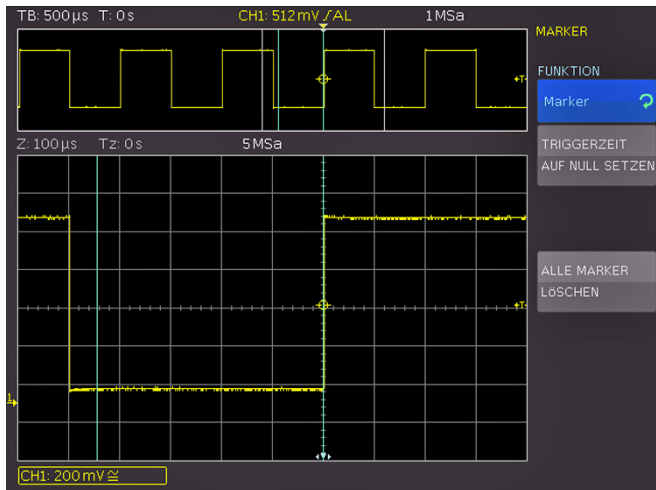 TB: 500 µs T: 0 s CH1: 512 mV / AL 1 MSa
MARKER
FUNKTION
Marker
T
TRIGGERZEIT
AUF NULL SETZEN
Z: 100 µs Tz: 0 s 5 MSa
ALLE MARKER
LöSCHEN
T
1
CH1: 200 mV ≅